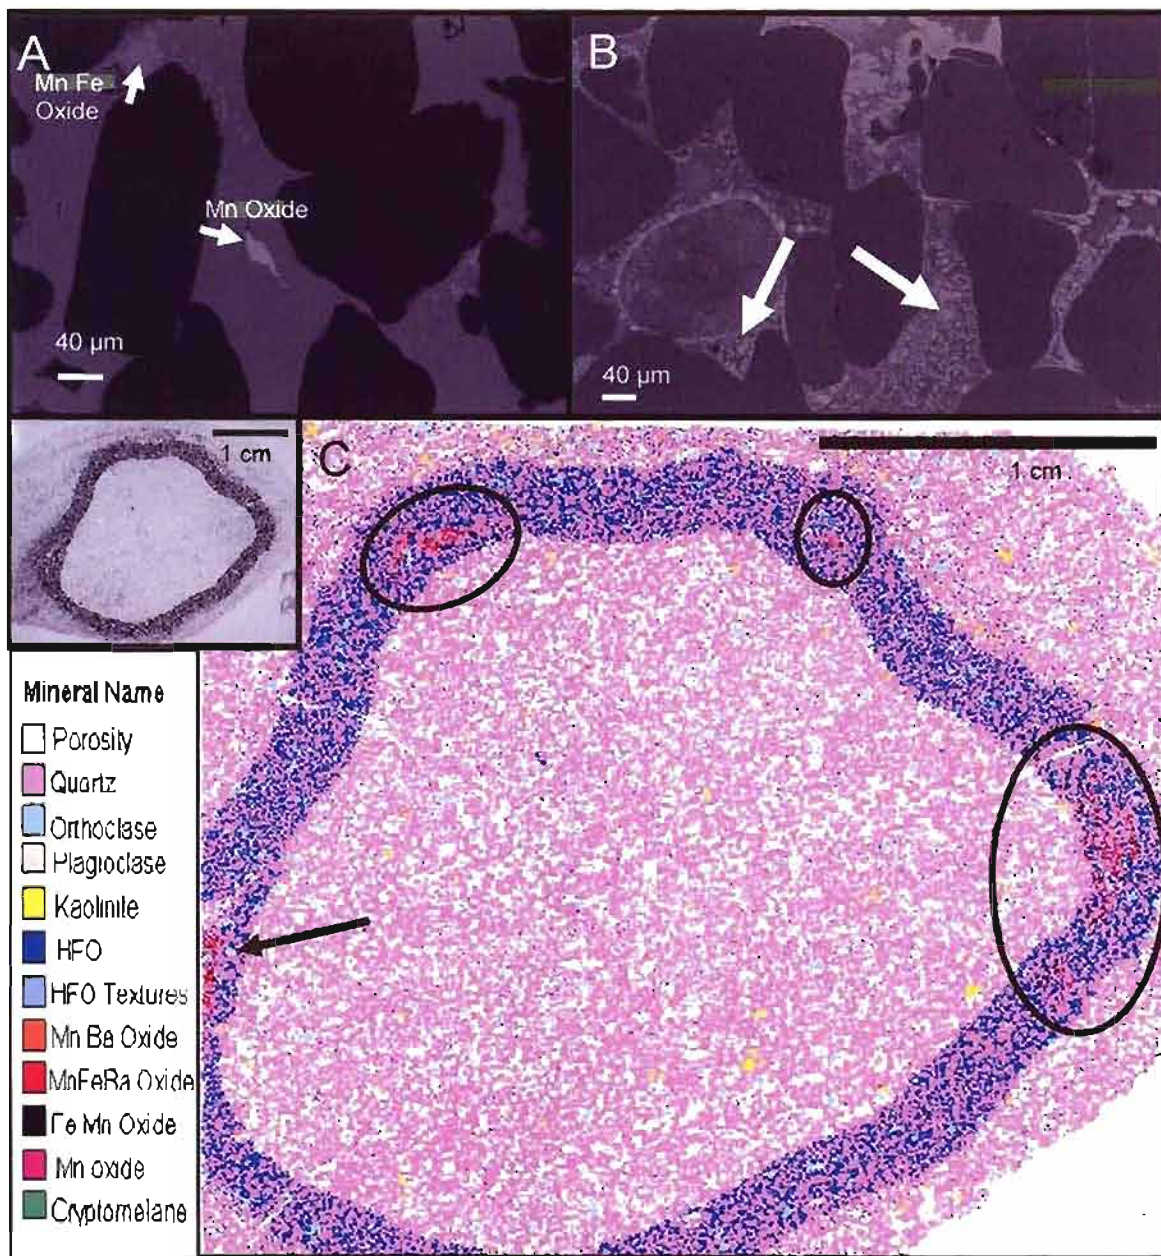 A
Mn Fe
Oxide
Mn Oxide
40 µm
B
40 µm
1 cm
C
1 cm
Mineral Name
Porosity
Quartz
Orthoclase
Plagioclase
Kaolinite
HFO
HFO Textures
Mn Ba Oxide
MnFeBa Oxide
Fe Mn Oxide
Mn oxide
Cryptomelane